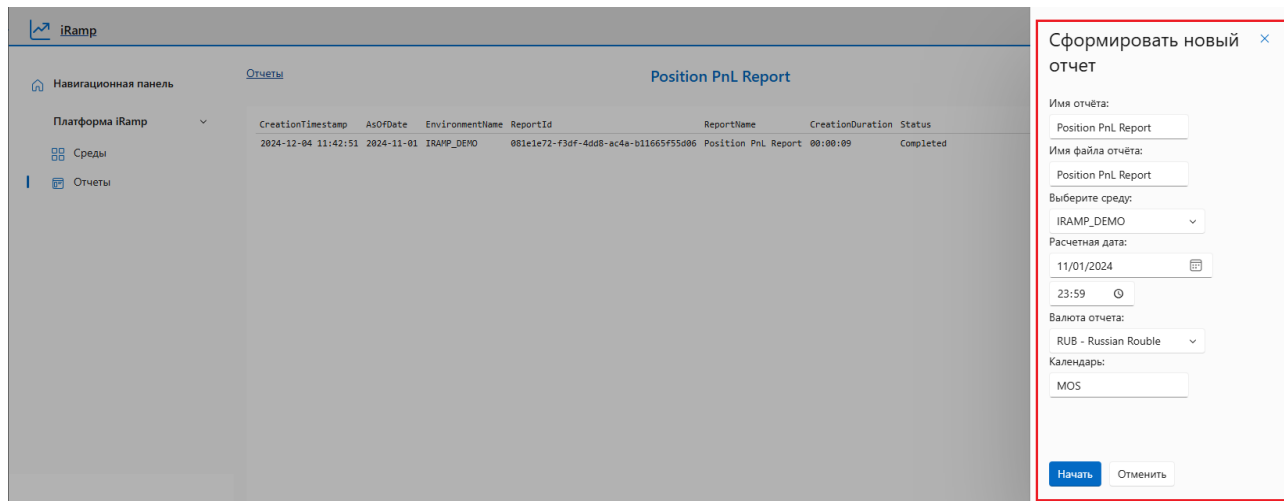 iRamp
Навигационная панель
Платформа iRamp
Среды
Отчеты
Отчеты
Position PnL Report
CreationTimestamp AsOfDate EnvironmentName ReportId ReportName CreationDuration Status
2024-12-04 11:42:51 2024-11-01 IRAMP_DEMO 081e1e72-f3df-4dd8-ac4a-b11665f55d06 Position PnL Report 00:00:09 Completed
Сформировать новый
отчет
Имя отчёта:
Position PnL Report
Имя файла отчёта:
Position PnL Report
Выберите среду:
IRAMP_DEMO
Расчетная дата:
11/01/2024
23:59
Валюта отчета:
RUB - Russian Rouble
Календарь:
MOS
Начать Отменить